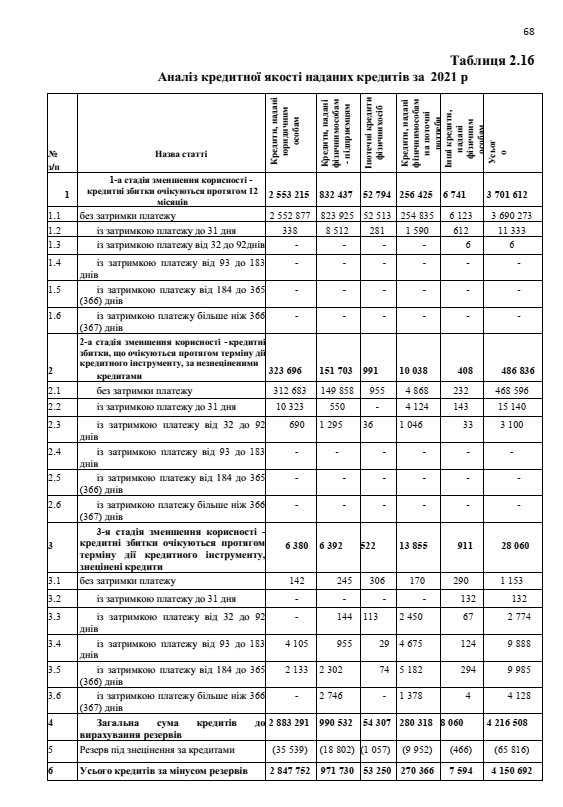 68
Таблиця 2.16
Аналіз кредитної якості наданих кредитів за 2021 р
№ з/п Назва статті Кредити, надані юридичним особам Кредити, надані фізичнимособам - підприємцям Іпотечні кредити фізичнихосіб Кредити, надані фізичнимособам на поточні потреби Інші кредити, надані фізичним особам Усьог о
1 1-а стадія зменшення корисності - кредитні збитки очікуються протягом 12 місяців 2 553 215 832 437 52 794 256 425 6 741 3 701 612
1.1 без затримки платежу 2 552 877 823 925 52 513 254 835 6 123 3 690 273
1.2 із затримкою платежу до 31 дня 338 8 512 281 1 590 612 11 333
1.3 із затримкою платежу від 32 до 92днів - - - - 6 6
1.4 із затримкою платежу від 93 до 183 днів - - - - - -
1.5 із затримкою платежу від 184 до 365 (366) днів - - - - - -
1.6 із затримкою платежу більше ніж 366 (367) днів - - - - - -
2 2-а стадія зменшення корисності - кредитні збитки, що очікуються протягом терміну дії кредитного інструменту, за незнеціненими кредитами 323 696 151 703 991 10 038 408 486 836
2.1 без затримки платежу 312 683 149 858 955 4 868 232 468 596
2.2 із затримкою платежу до 31 дня 10 323 550 - 4 124 143 15 140
2.3 із затримкою платежу від 32 до 92 днів 690 1 295 36 1 046 33 3 100
2.4 із затримкою платежу від 93 до 183 днів - - - - - -
2.5 із затримкою платежу від 184 до 365 (366) днів - - - - - -
2.6 із затримкою платежу більше ніж 366 (367) днів - - - - - -
3 3-я стадія зменшення корисності - кредитні збитки очікуються протягом терміну дії кредитного інструменту, знецінені кредити 6 380 6 392 522 13 855 911 28 060
3.1 без затримки платежу 142 245 306 170 290 1 153
3.2 із затримкою платежу до 31 дня - - - - 132 132
3.3 із затримкою платежу від 32 до 92 днів - 144 113 2 450 67 2 774
3.4 із затримкою платежу від 93 до 183 днів 4 105 955 29 4 675 124 9 888
3.5 із затримкою платежу від 184 до 365 (366) днів 2 133 2 302 74 5 182 294 9 985
3.6 із затримкою платежу більше ніж 366 (367) днів - 2 746 - 1 378 4 4 128
4 Загальна сума кредитів до вирахування резервів 2 883 291 990 532 54 307 280 318 8 060 4 216 508
5 Резерв під знецінення за кредитами (35 539) (18 802) (1 057) (9 952) (466) (65 816)
6 Усього кредитів за мінусом резервів 2 847 752 971 730 53 250 270 366 7 594 4 150 692